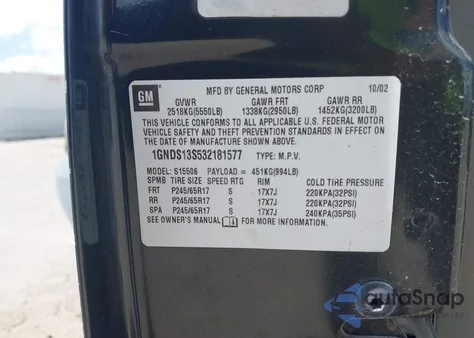 GM
MFD BY GENERAL MOTORS CORP 10/02
GVWR GAWR FRT GAWR RR
2518KG(5550LB) 1338KG(2950LB) 1452KG(3200LB)
THIS VEHICLE CONFORMS TO ALL APPLICABLE U.S. FEDERAL MOTOR
VEHICLE SAFETY AND THEFT PREVENTION STANDARDS IN EFFECT ON
THE DATE OF MANUFACTURE SHOWN ABOVE.
1GNDS13S532181577 TYPE: M.P.V.
MODEL: S15506 PAYLOAD = 451KG(994LB)
SPMB TIRE SIZE SPEED RTG RIM COLD TIRE PRESSURE
FRT P245/65R17 S 17X7J 220KPA(32PSI)
RR P245/65R17 S 17X7J 220KPA(32PSI)
SPA P245/65R17 S 17X7J 240KPA(35PSI)
SEE OWNER'S MANUAL FOR MORE INFORMATION.
autoSnap